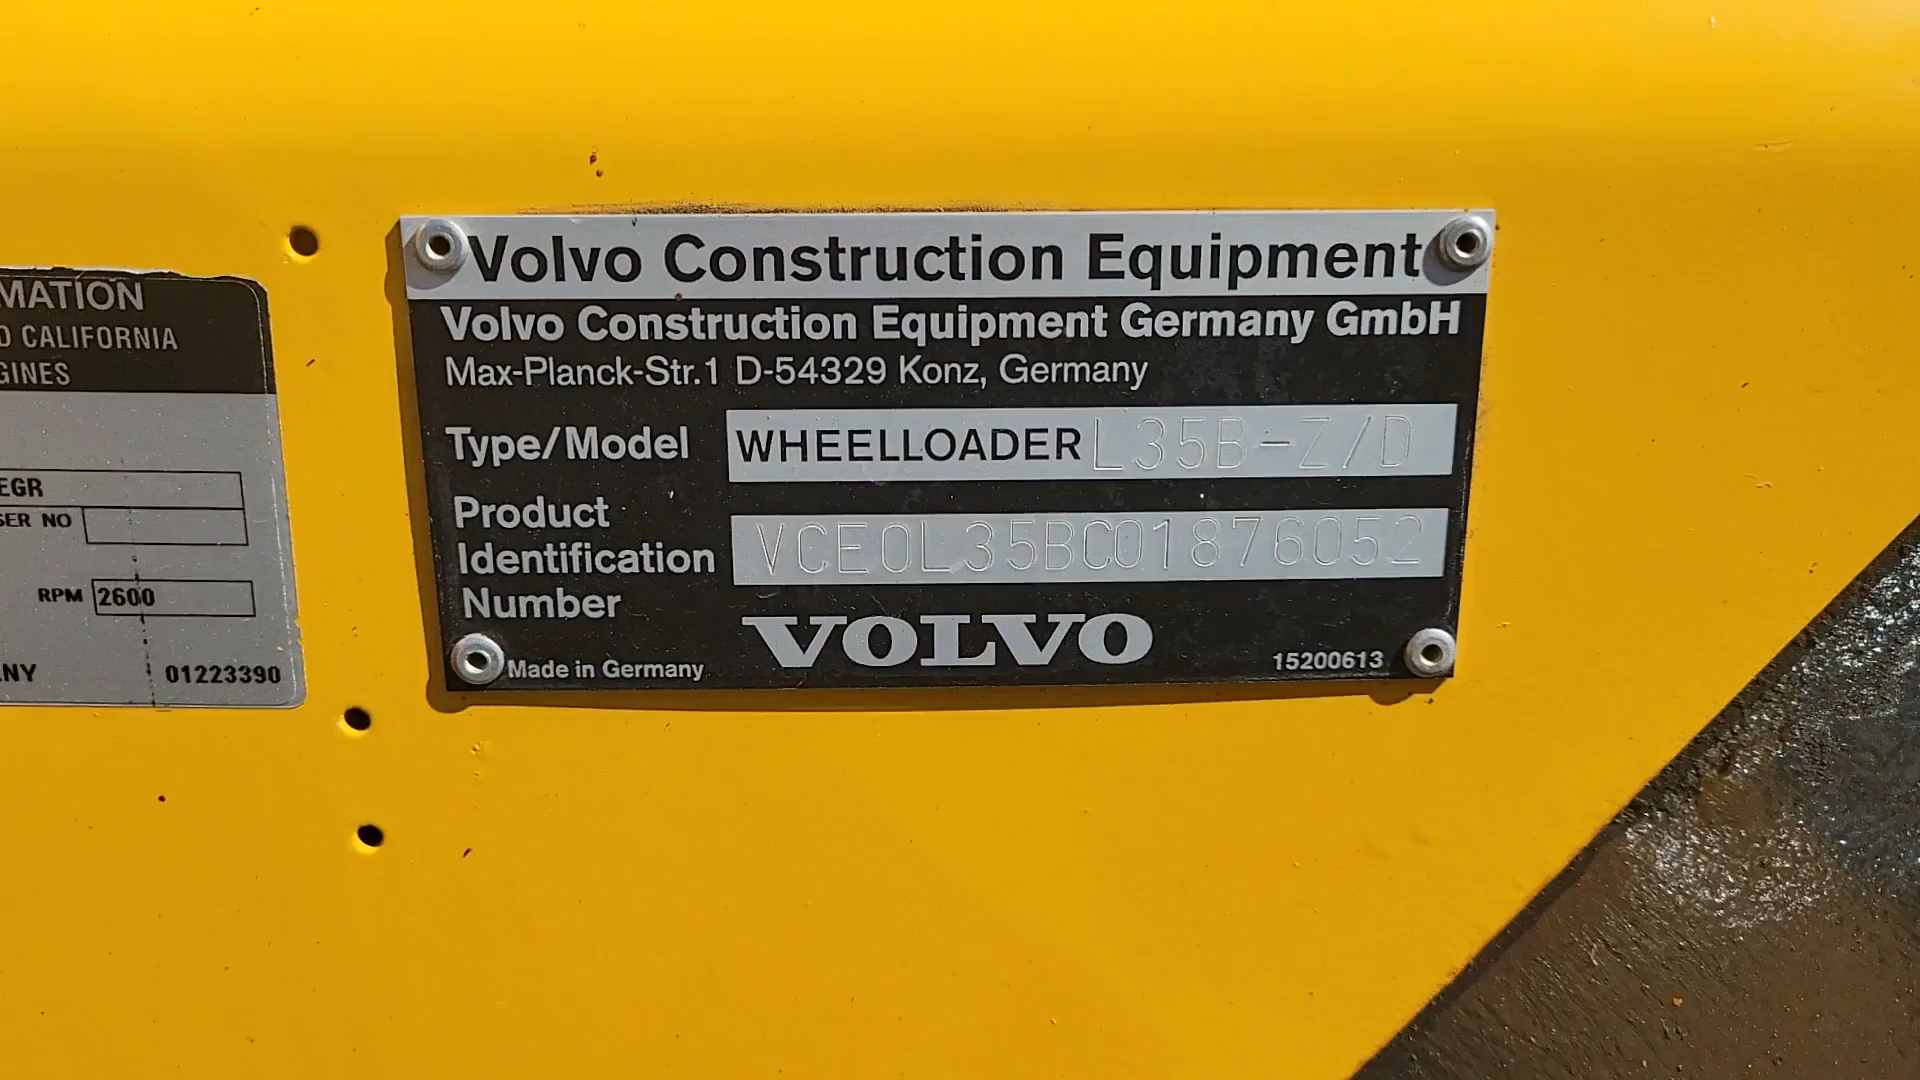 MATION
D CALIFORNIA
GINES
EGR
SER NO
RPM 2600
NY
01223390
Volvo Construction Equipment
Volvo Construction Equipment Germany GmbH
Max-Planck-Str.1 D-54329 Konz, Germany
Type/Model WHEELLOADER L35B-Z/D
Product
Identification
Number
VCE0L35BC01876052
VOLVO
Made in Germany
15200613